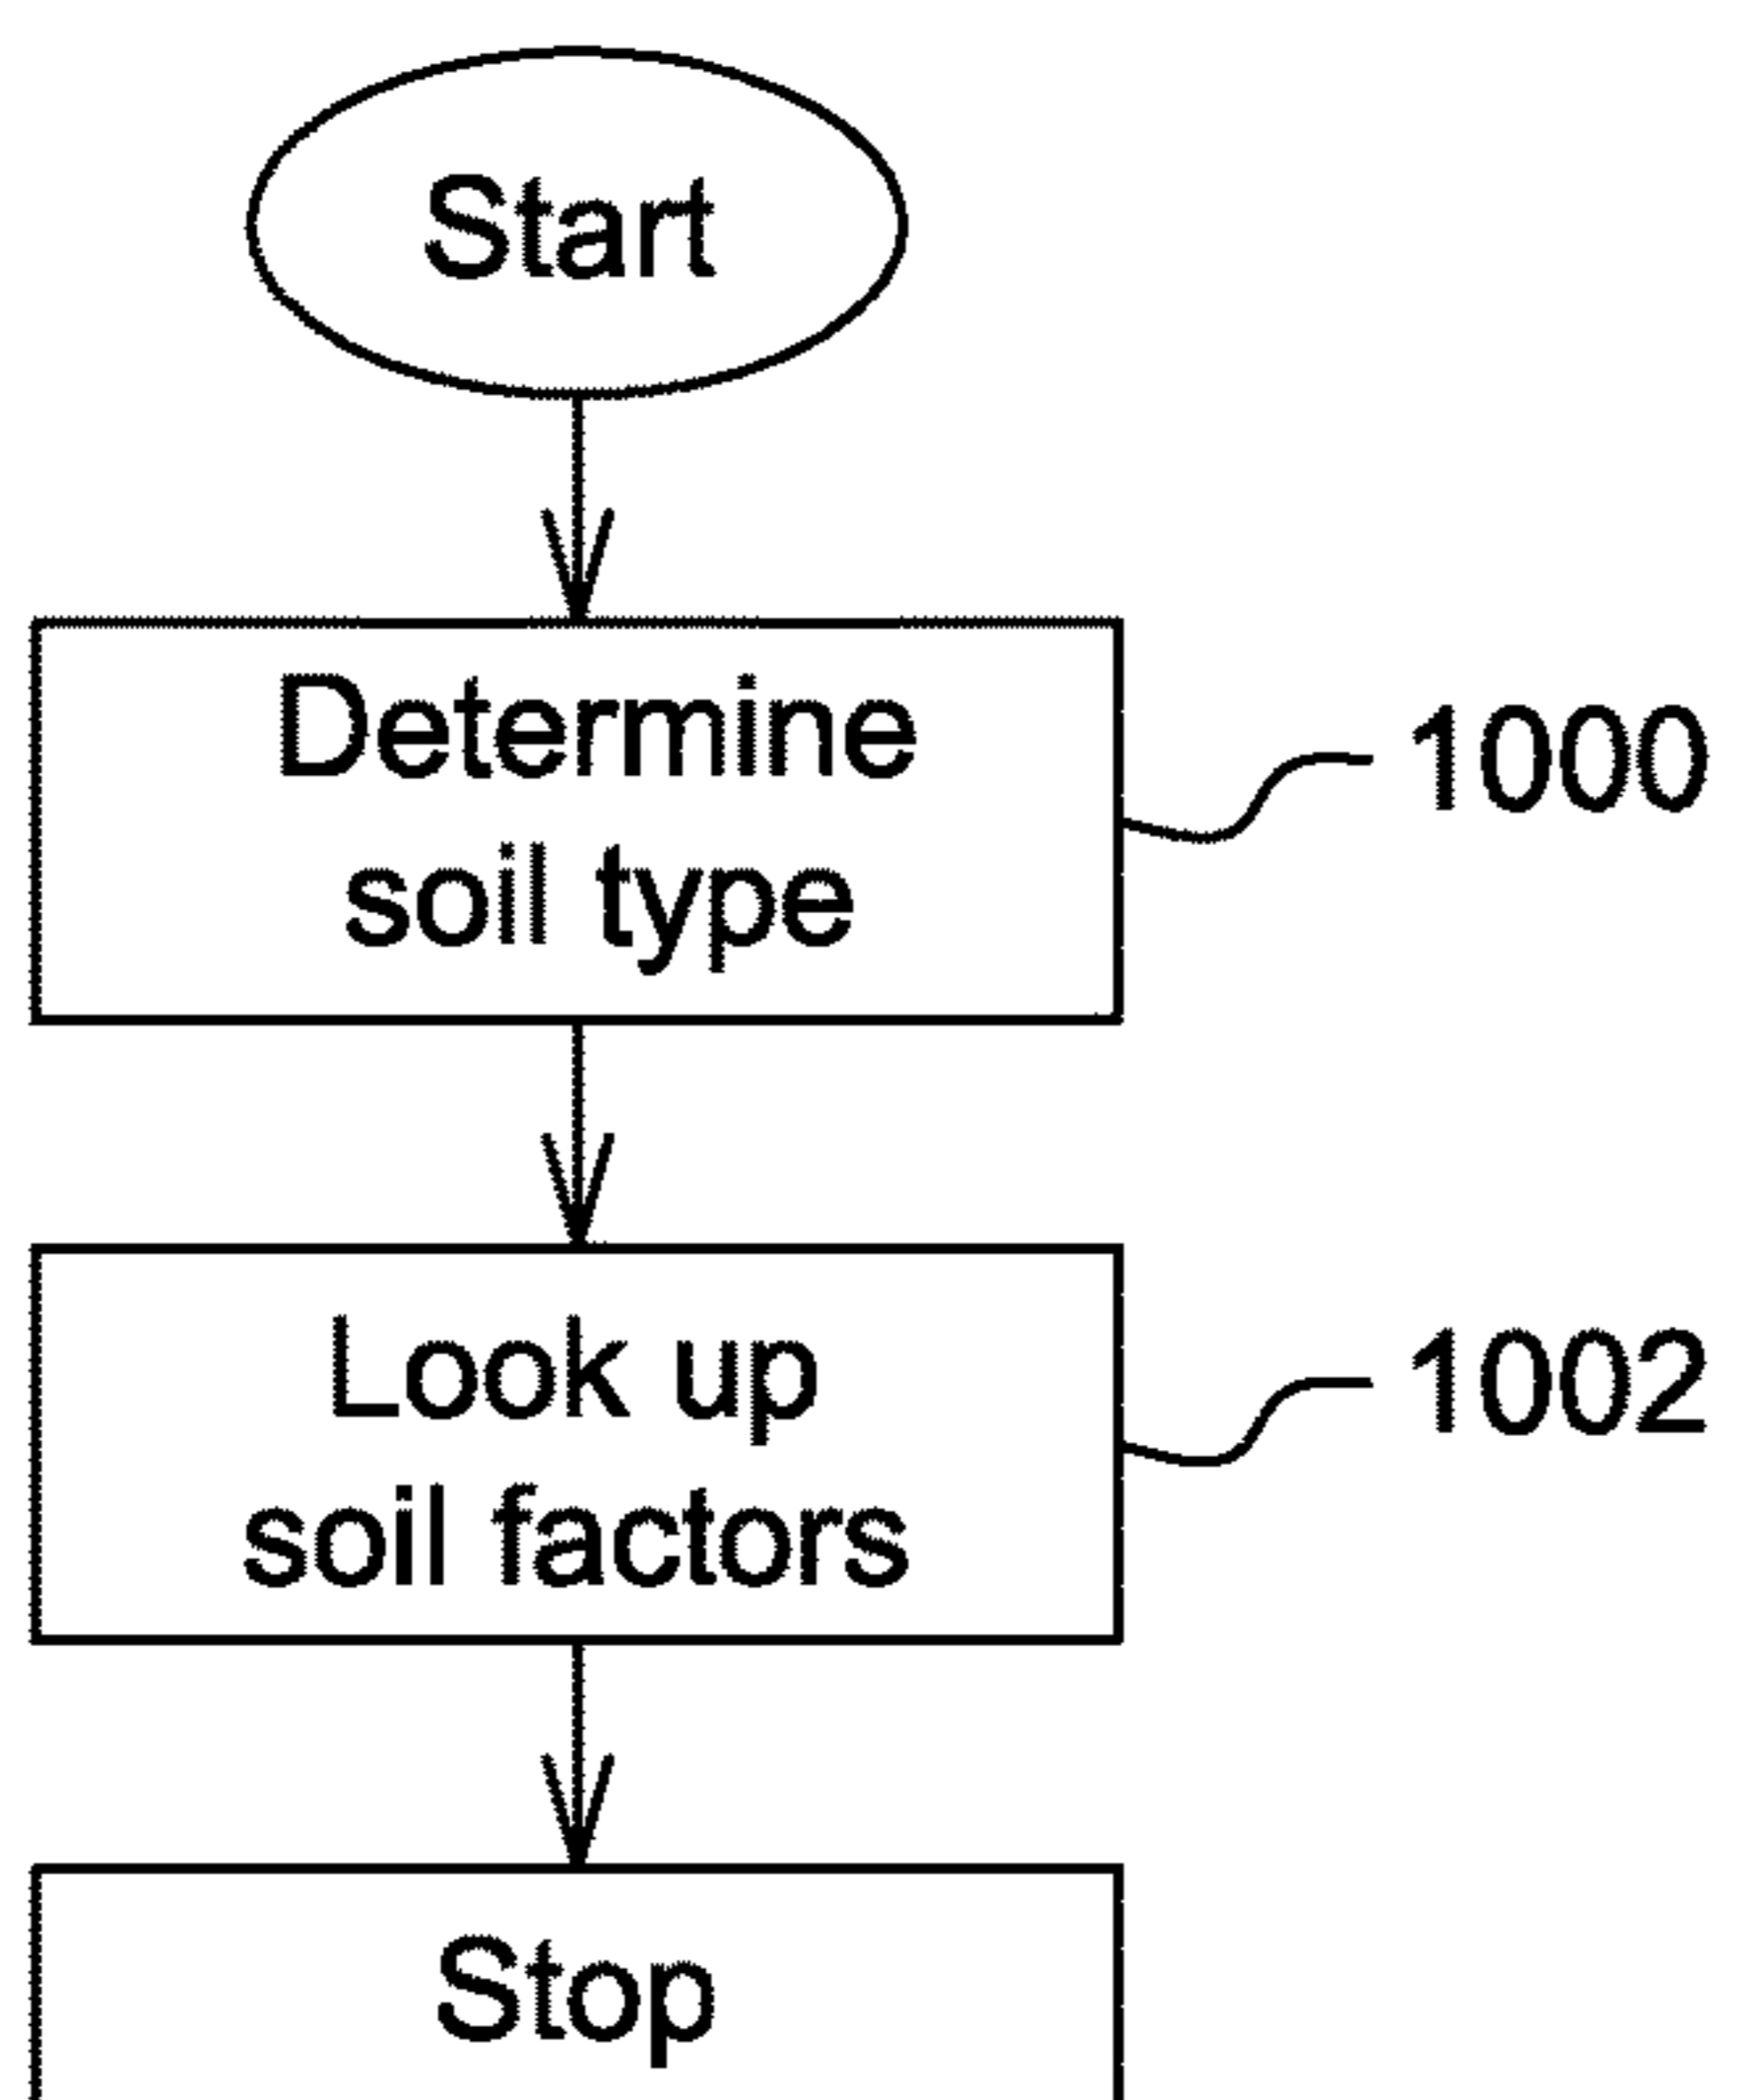 Start
Determine
soil type
1000
Look up
soil factors
1002
Stop